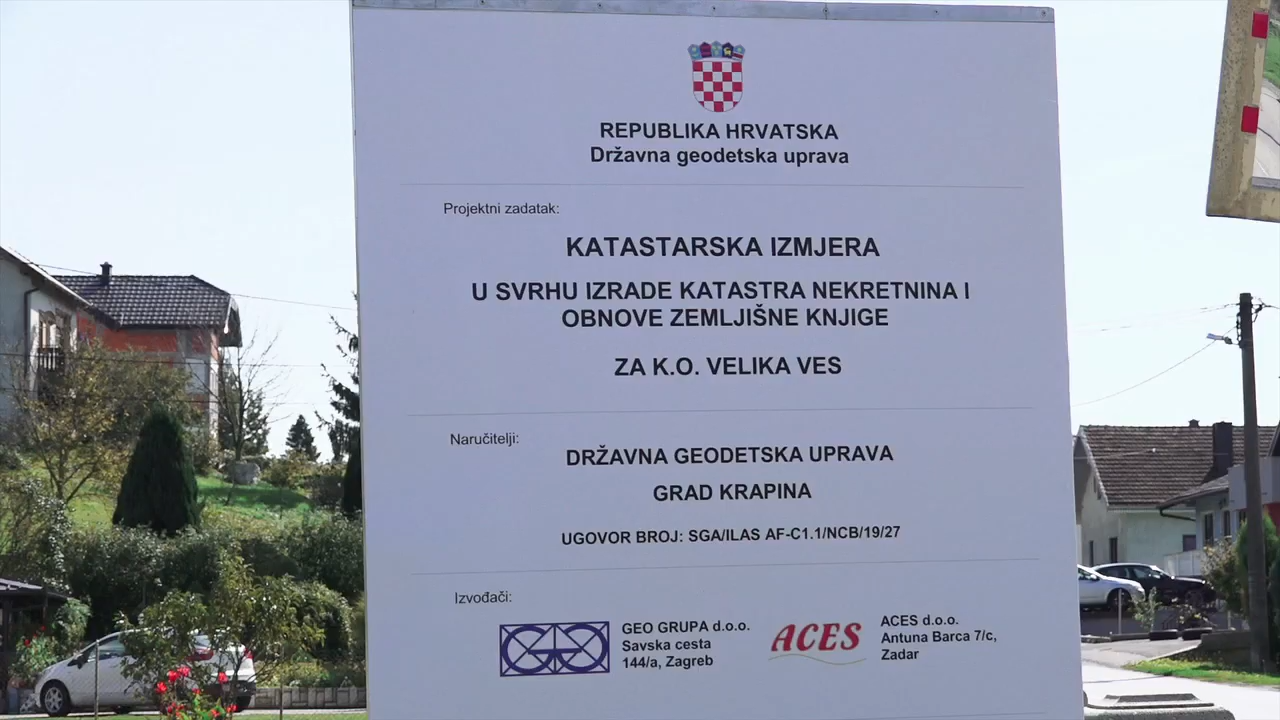 REPUBLIKA HRVATSKA
Državna geodetska uprava
Projektni zadatak:
KATASTARSKA IZMJERA
U SVRHU IZRADE KATASTRA NEKRETNINA I
OBNOVE ZEMLJIŠNE KNJIGE
ZA K.O. VELIKA VES
Naručitelji:
DRŽAVNA GEODETSKA UPRAVA
GRAD KRAPINA
UGOVOR BROJ: SGA/ILAS AF-C1.1/NCB/19/27
Izvođači:
GEO GRUPA d.o.o.
Savska cesta
144/a, Zagreb
ACES
ACES d.o.o.
Antuna Barca 7/c,
Zadar